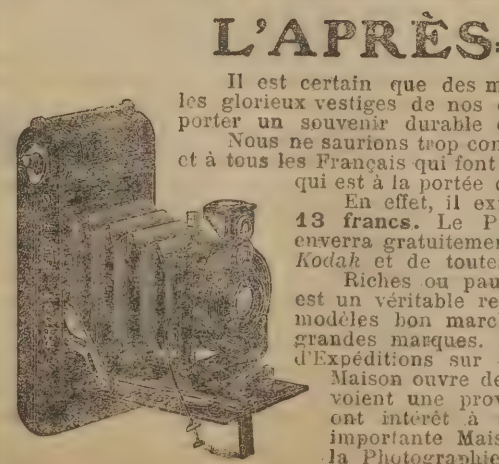 L'APRÈS-
Il est certain que des m
les glorieux vestiges de nos
porter un souvenir durable
Nous ne saurions trop con
et à tous les Français qui font
qui est à la portée
En effet, il ex
13 francs. Le P
enverra gratuitemen
Kodak et de toute
Riches ou pau
est un véritable re
modèles bon marc
grandes marques.
d'Expéditions sur
Maison ouvre de
voient une prov
ont intérêt à
importante Mais
la Photographie